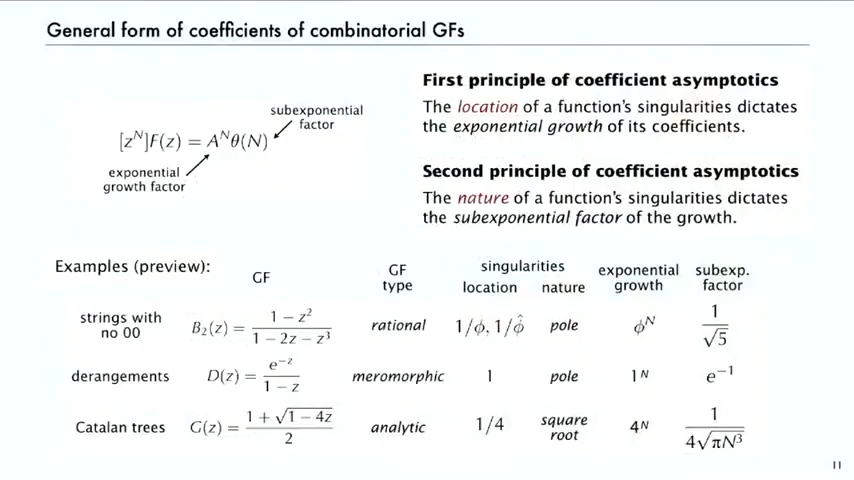 General form of coefficients of combinatorial GFs
subexponential
factor
[z^N]F(z) = A^Nθ(N)
exponential
growth factor
First principle of coefficient asymptotics
The location of a function's singularities dictates
the exponential growth of its coefficients.
Second principle of coefficient asymptotics
The nature of a function's singularities dictates
the subexponential factor of the growth.
Examples (preview):
GF
GF type
singularities
location nature
exponential growth
subexp. factor
strings with no 00 B₂(z) = (1 − z²)/(1 − 2z − z³) rational 1/ϕ, 1/ϕ̂ pole ϕ^N 1/√5
derangements D(z) = e^{−z}/(1 − z) meromorphic 1 pole 1^N e^{−1}
Catalan trees G(z) = (1 + √(1 − 4z))/2 analytic 1/4 square root 4^N 1/(4√(πN³))
11